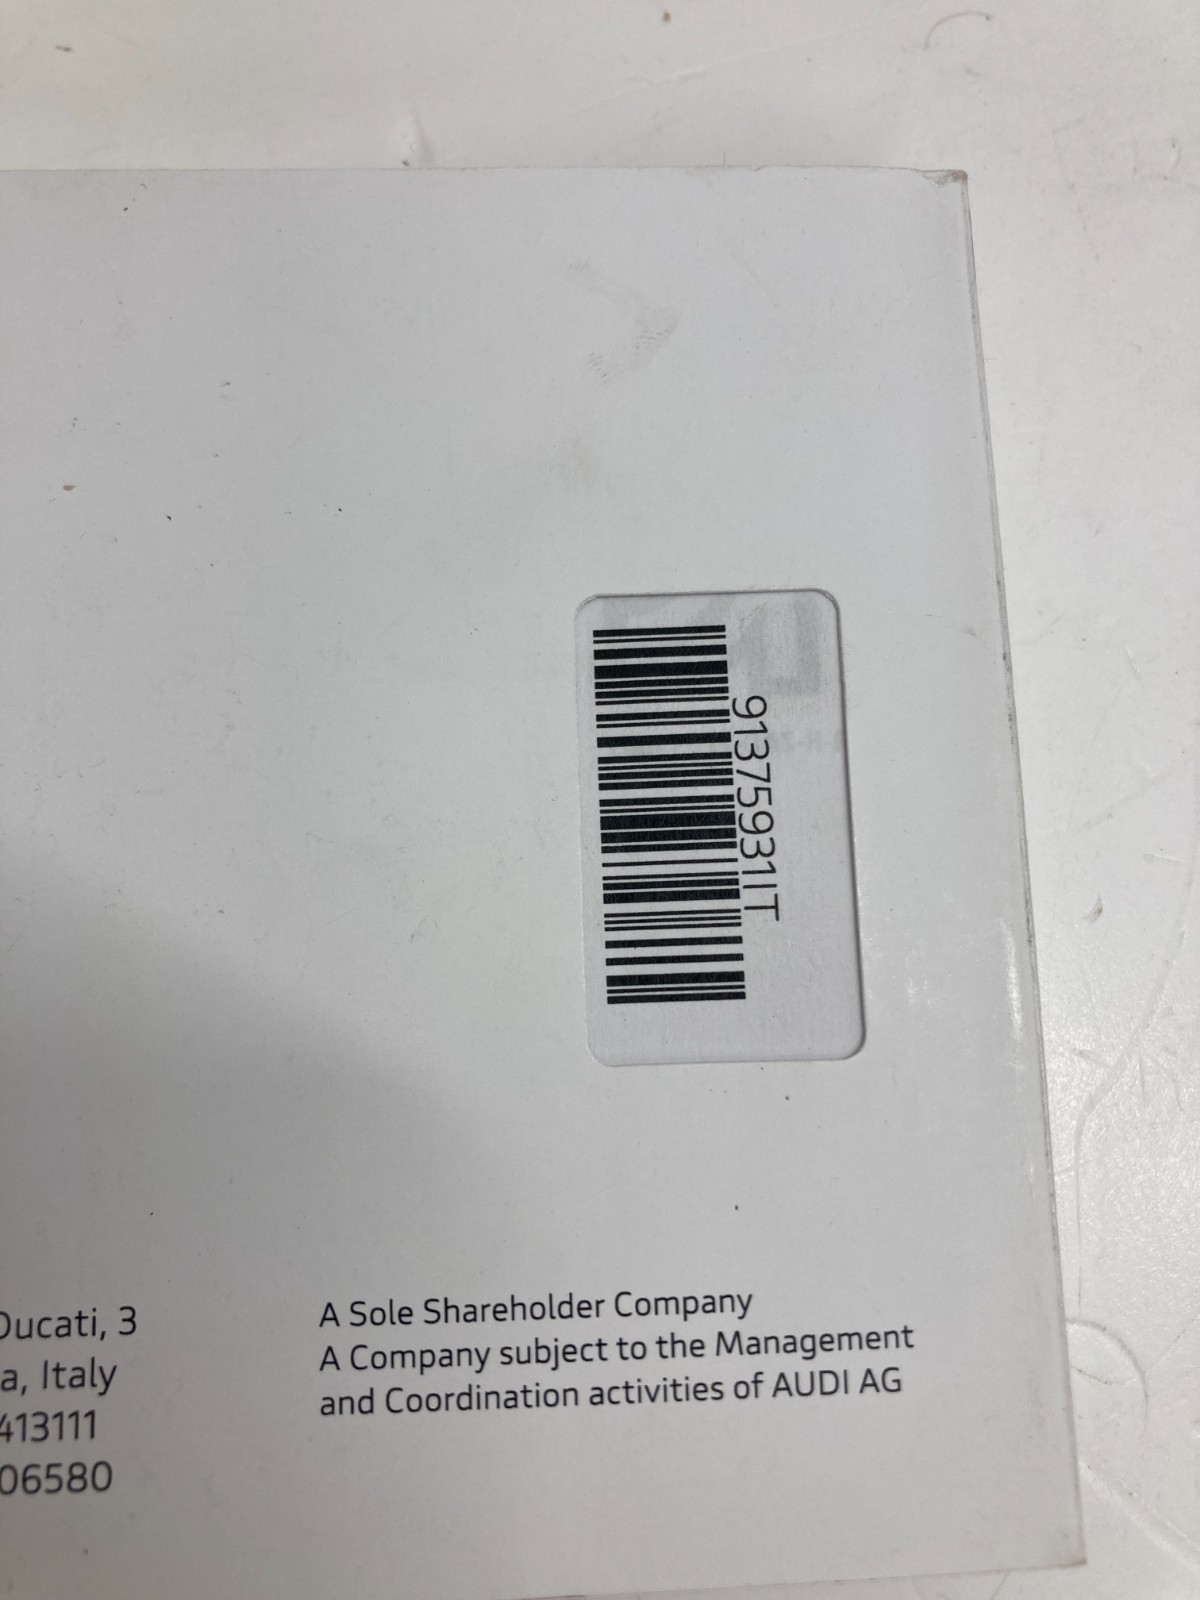 913759311IT
Ducati, 3
a, Italy
413111
06580
A Sole Shareholder Company
A Company subject to the Management
and Coordination activities of AUDI AG